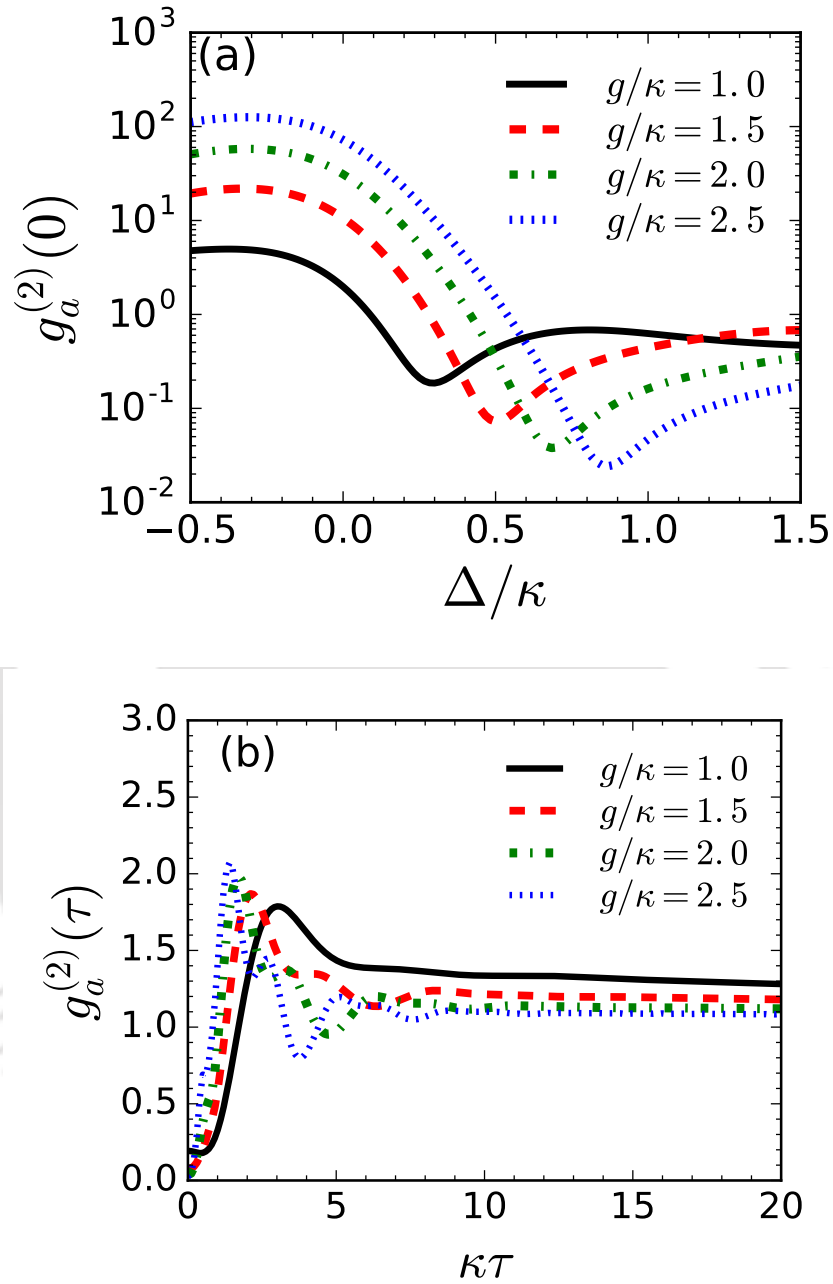 (a)
10^3
10^2
10^1
10^0
10^-1
10^-2
g_a^(2)(0)
g/κ = 1.0
g/κ = 1.5
g/κ = 2.0
g/κ = 2.5
−0.5 0.0 0.5 1.0 1.5
Δ/κ
(b)
3.0
2.5
2.0
1.5
1.0
0.5
0.0
g_a^(2)(τ)
g/κ = 1.0
g/κ = 1.5
g/κ = 2.0
g/κ = 2.5
0 5 10 15 20
κτ